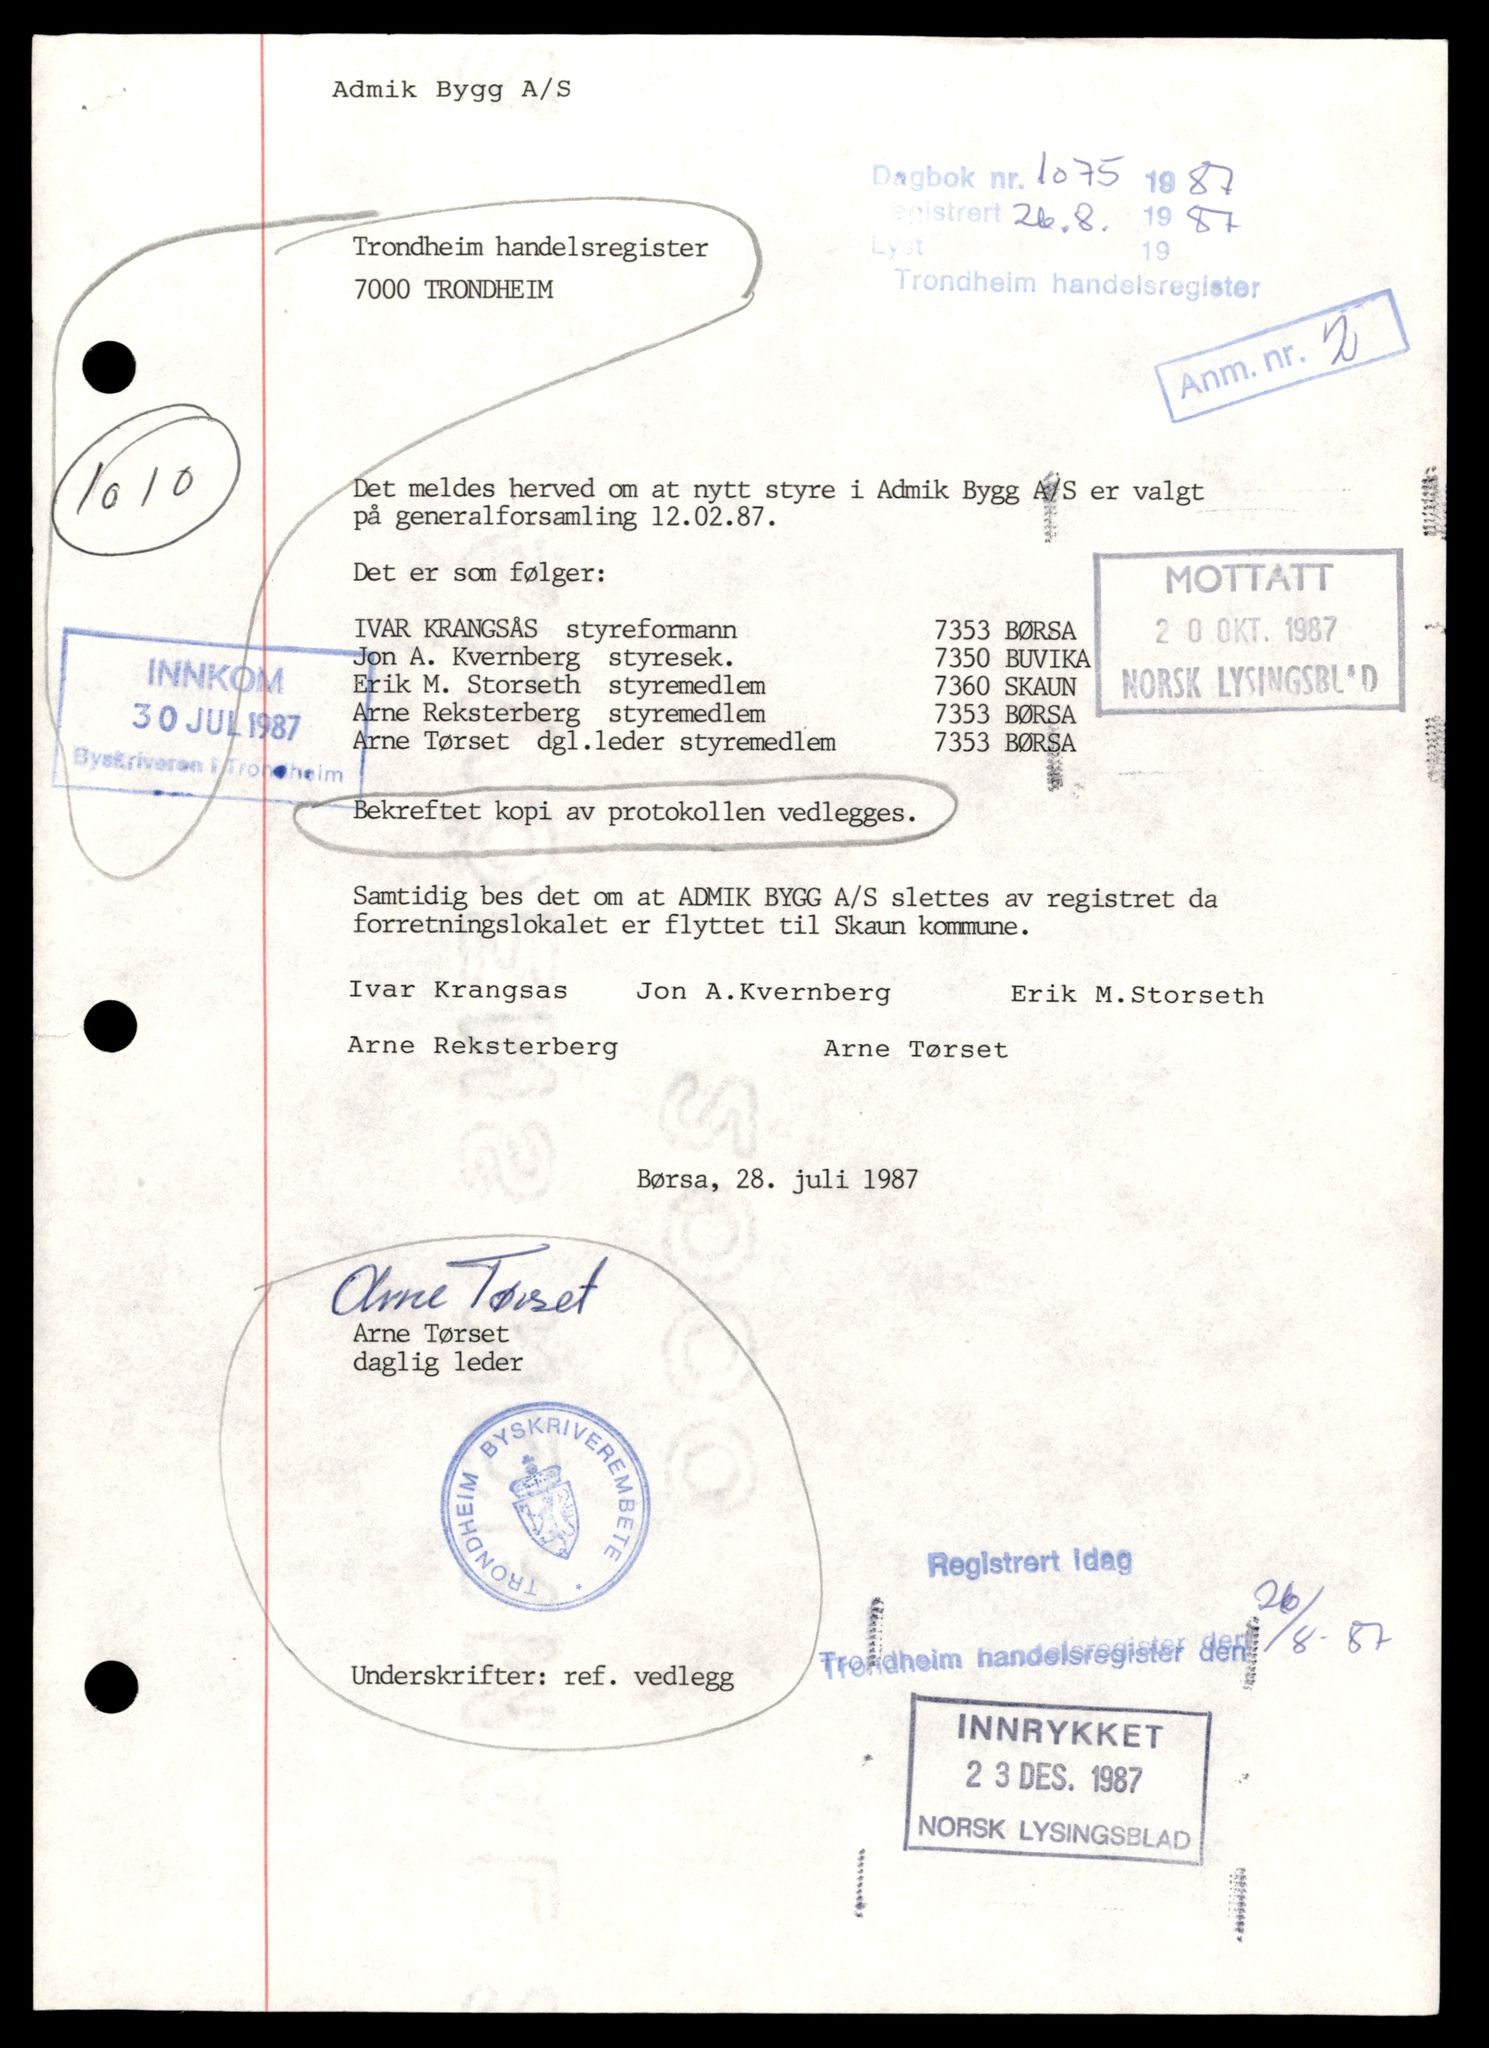 Admik Bygg A/S
Dagbok nr. 1075 1987
egistrert 26.8. 1987
Lyst 19
Trondheim handelsregister
Trondheim handelsregister
7000 TRONDHEIM
Anm. nr. 2
1010
Det meldes herved om at nytt styre i Admik Bygg A/S er valgt
på generalforsamling 12.02.87.
Det er som følger:
MOTTATT
20 OKT. 1987
NORSK LYSINGSBLAD
IVAR KRANGSÅS styreformann 7353 BØRSA
Jon A. Kvernberg styresek. 7350 BUVIKA
Erik M. Storseth styremedlem 7360 SKAUN
Arne Reksterberg styremedlem 7353 BØRSA
Arne Tørset dgl.leder styremedlem 7353 BØRSA
INNKOM
30 JUL 1987
Byskriveren i Trondheim
Bekreftet kopi av protokollen vedlegges.
Samtidig bes det om at ADMIK BYGG A/S slettes av registret da
forretningslokalet er flyttet til Skaun kommune.
Ivar Krangsas Jon A.Kvernberg Erik M.Storseth
Arne Reksterberg Arne Tørset
Børsa, 28. juli 1987
Arne Tørset
Arne Tørset
daglig leder
TRONDHEIM BYSKRIVEREMBETE *
Registrert idag
Trondheim handelsregister den 26/8-87
Underskrifter: ref. vedlegg
INNRYKKET
23 DES. 1987
NORSK LYSINGSBLAD